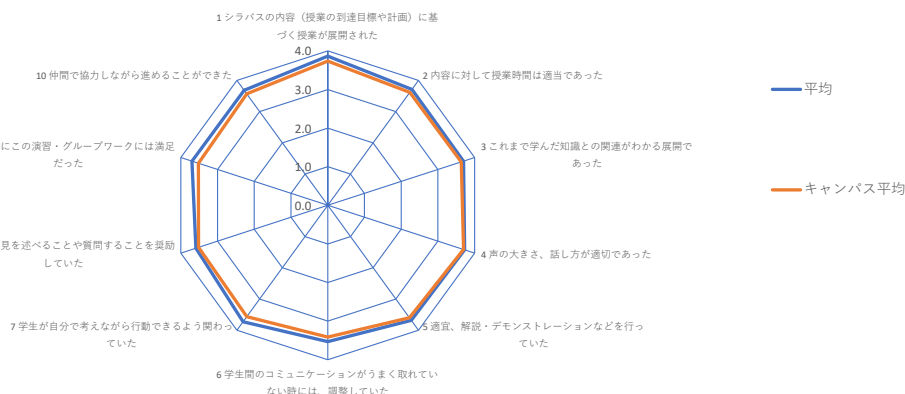 1 シラバスの内容（授業の到達目標や計画）に基
づく授業が展開された
4.0
3.0
2.0
1.0
0.0
2 内容に対して授業時間は適当であった
3 これまで学んだ知識との関連がわかる展開で
あった
4 声の大きさ、話し方が適切であった
5 適宜、解説・デモンストレーションなどを行っ
ていた
6 学生間のコミュニケーションがうまく取れてい
ない時には、調整していた
7 学生が自分で考えながら行動できるよう関わっ
ていた
見を述べることや質問することを奨励
していた
にこの演習・グループワークには満足
だった
10 仲間で協力しながら進めることができた
平均
キャンパス平均